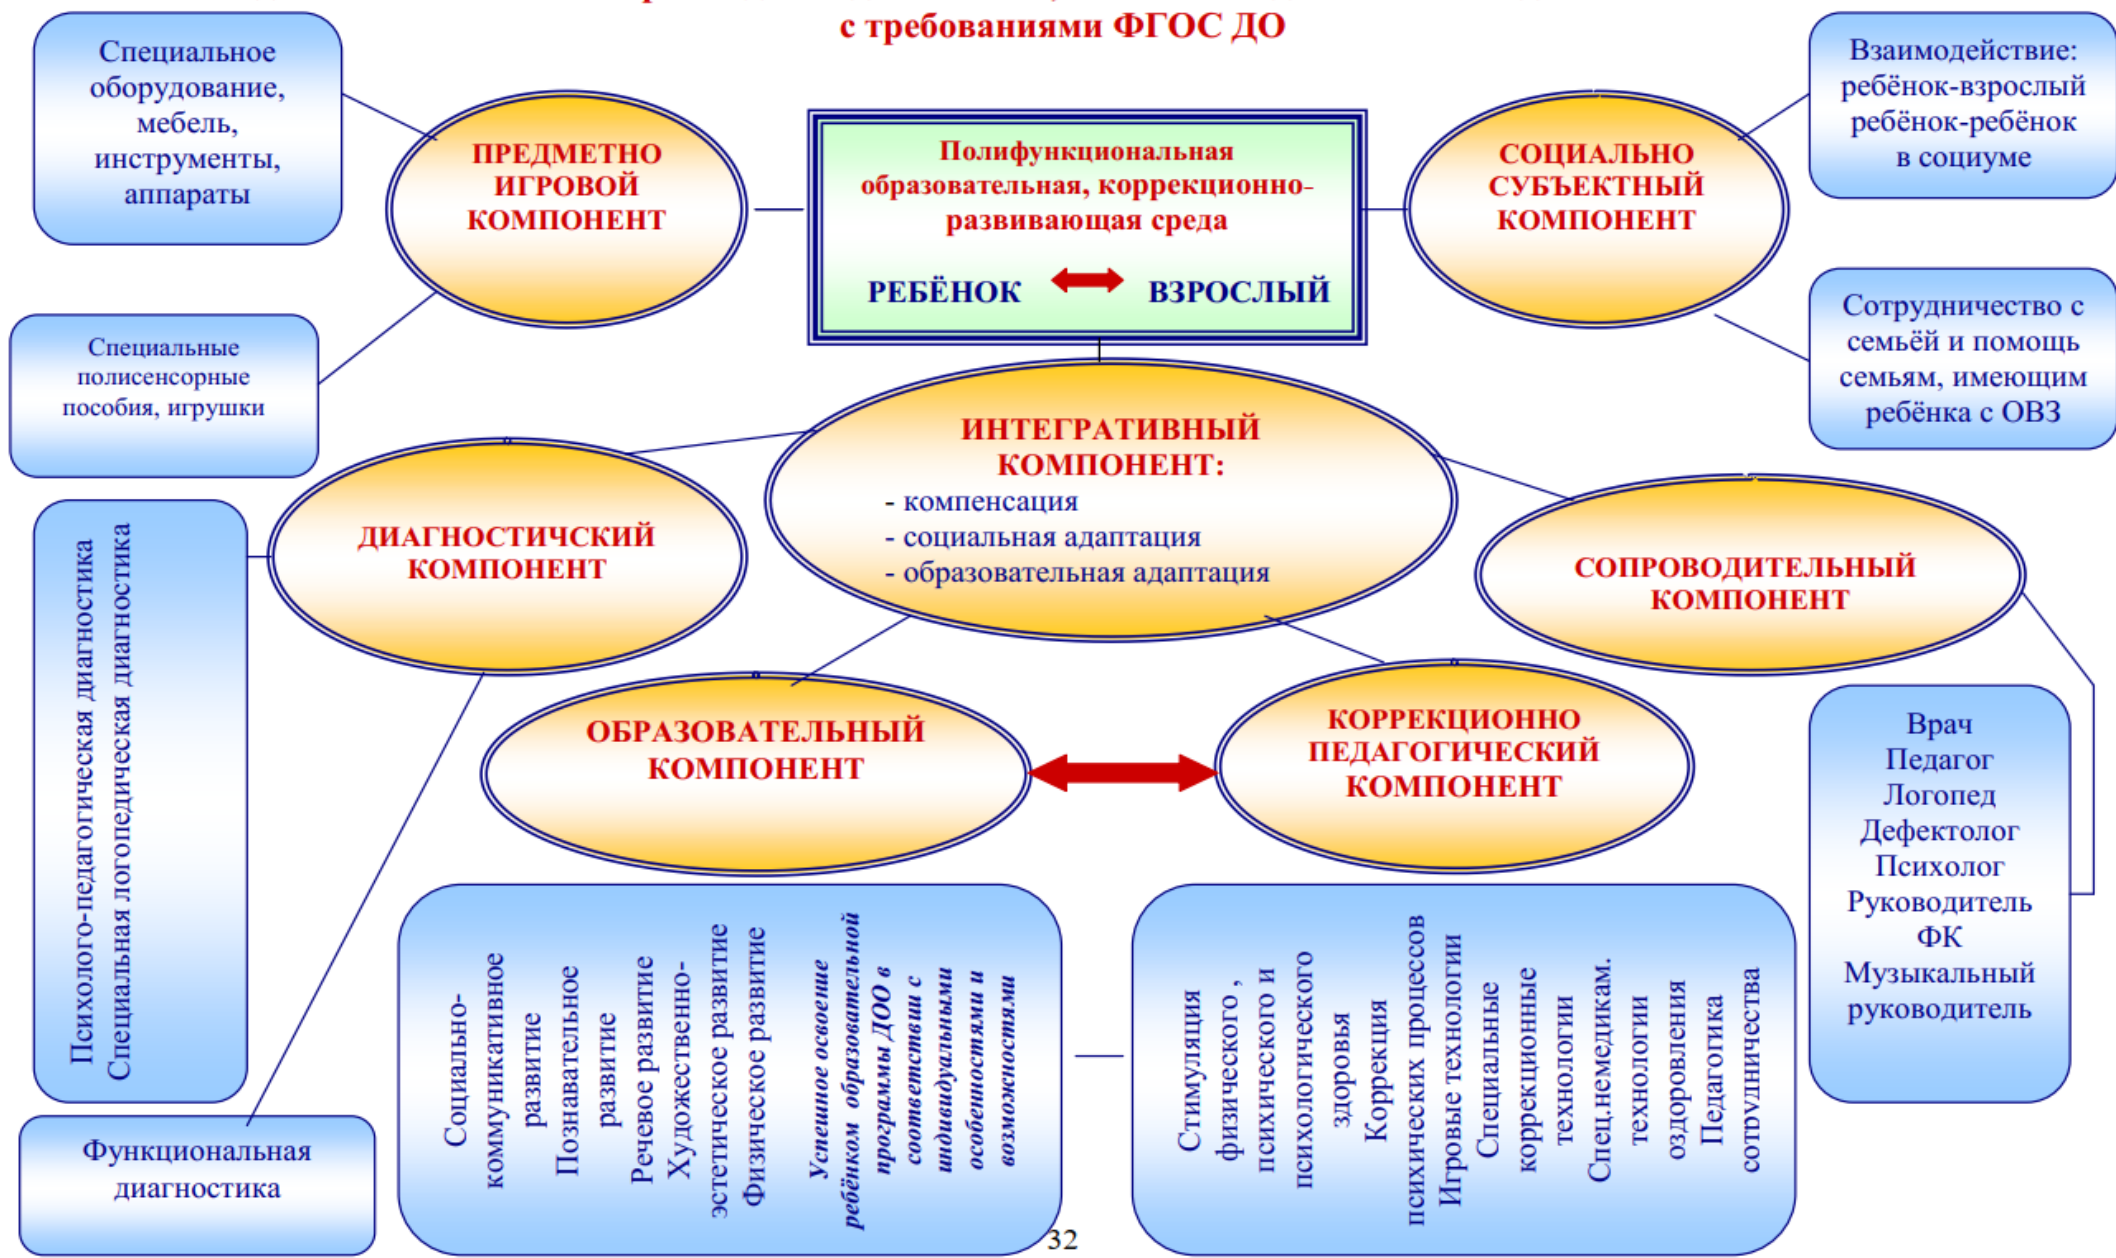 с требованиями ФГОС ДО
Специальное
оборудование,
мебель,
инструменты,
аппараты
ПРЕДМЕТНО
ИГРОВОЙ
КОМПОНЕНТ
Полифункциональная
образовательная, коррекционно-
развивающая среда
РЕБЁНОК ВЗРОСЛЫЙ
СОЦИАЛЬНО
СУБЪЕКТНЫЙ
КОМПОНЕНТ
Взаимодействие:
ребёнок-взрослый
ребёнок-ребёнок
в социуме
Специальные
полисенсорные
пособия, игрушки
Сотрудничество с
семьёй и помощь
семьям, имеющим
ребёнка с ОВЗ
ИНТЕГРАТИВНЫЙ
КОМПОНЕНТ:
- компенсация
- социальная адаптация
- образовательная адаптация
ДИАГНОСТИЧСКИЙ
КОМПОНЕНТ
СОПРОВОДИТЕЛЬНЫЙ
КОМПОНЕНТ
Психолого-педагогическая диагностика
Специальная логопедическая диагностика
ОБРАЗОВАТЕЛЬНЫЙ
КОМПОНЕНТ
КОРРЕКЦИОННО
ПЕДАГОГИЧЕСКИЙ
КОМПОНЕНТ
Врач
Педагог
Логопед
Дефектолог
Психолог
Руководитель
ФК
Музыкальный
руководитель
Функциональная
диагностика
Социально-
коммуникативное
развитие
Познавательное
развитие
Речевое развитие
Художественно-
эстетическое развитие
Физическое развитие
Успешное освоение
ребёнком образовательной
программы ДОО в
соответствии с
индивидуальными
особенностями и
возможностями
Стимуляция
физического ,
психического и
психологического
здоровья
Коррекция
психических процессов
Игровые технологии
Специальные
коррекционные
технологии
Спец.немедикам.
технологии
оздоровления
Педагогика
сотрудничества
32